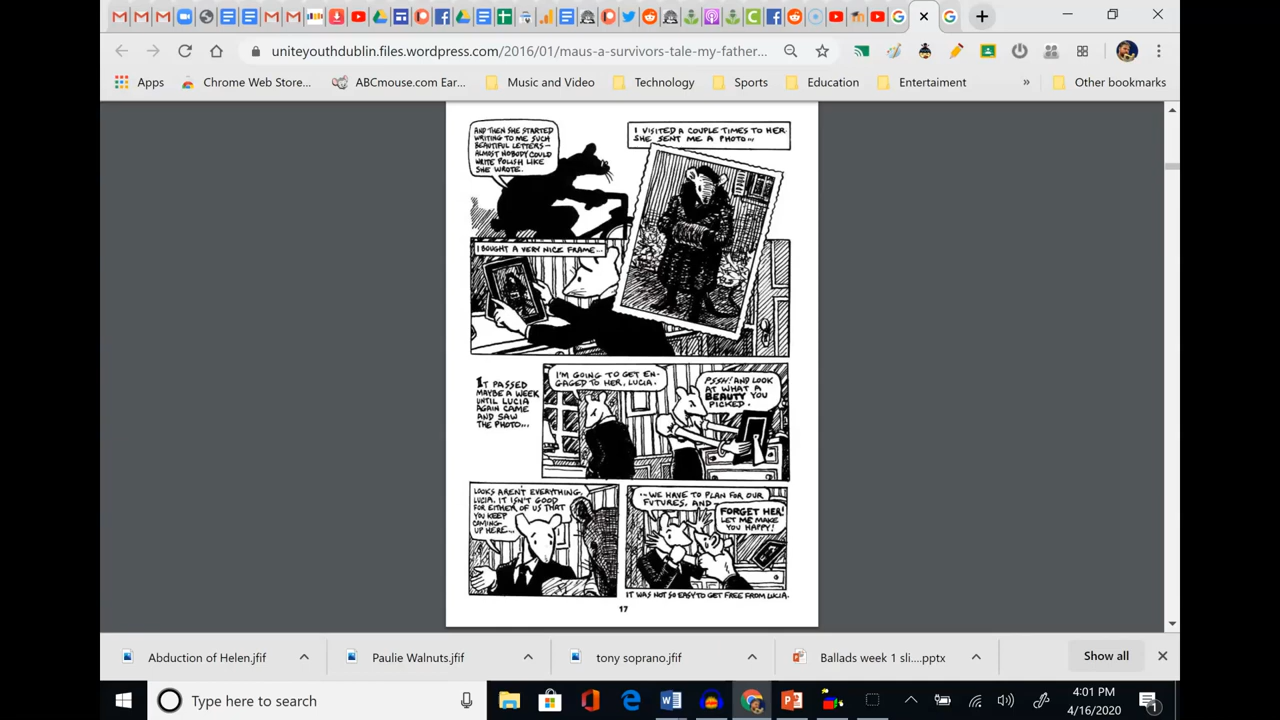 uniteyouthdublin.files.wordpress.com/2016/01/maus-a-survivors-tale-my-father...
Apps
Chrome Web Store...
ABCmouse.com Ear...
Music and Video
Technology
Sports
Education
Entertaiment
»
Other bookmarks
AND THEN SHE STARTED
WRITING TO ME SUCH
BEAUTIFUL LETTERS—
ALMOST NOBODY COULD
WRITE POLISH LIKE
SHE WROTE.
I VISITED A COUPLE TIMES TO HER.
SHE SENT ME A PHOTO...
I BOUGHT A VERY NICE FRAME...
IT PASSED
MAYBE A WEEK
UNTIL LUCIA
AGAIN CAME
AND SAW
THE PHOTO...
I'M GOING TO GET EN-
GAGED TO HER, LUCIA.
PSSH! AND LOOK
AT WHAT A
BEAUTY YOU
PICKED.
LOOKS AREN'T EVERYTHING,
LUCIA. IT ISN'T GOOD
FOR EITHER OF US THAT
YOU KEEP
COMING
UP HERE...
...WE HAVE TO PLAN FOR OUR
FUTURES, AND—
FORGET HER!
LET ME MAKE
YOU HAPPY!
IT WAS NOT SO EASY TO GET FREE FROM LUCIA.
17
Abduction of Helen.jfif
Paulie Walnuts.jfif
tony soprano.jfif
Ballads week 1 sli....pptx
Show all
Type here to search
4:01 PM
4/16/2020
1